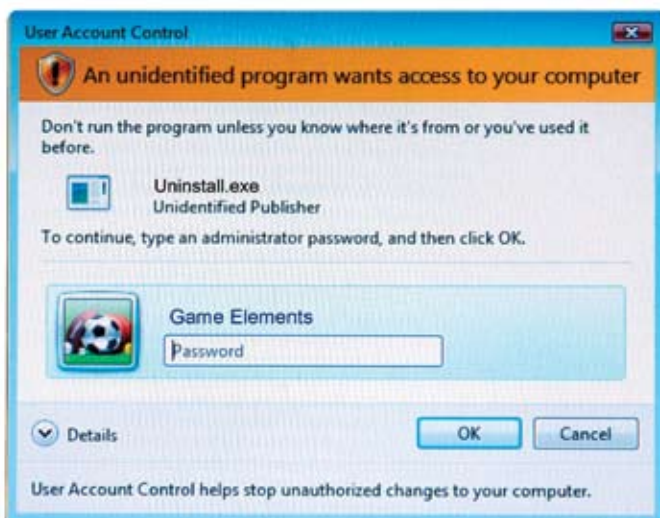 User Account Control
An unidentified program wants access to your computer
Don't run the program unless you know where it's from or you've used it
before.
Uninstall.exe
Unidentified Publisher
To continue, type an administrator password, and then click OK.
Game Elements
Password
Details
OK
Cancel
User Account Control helps stop unauthorized changes to your computer.